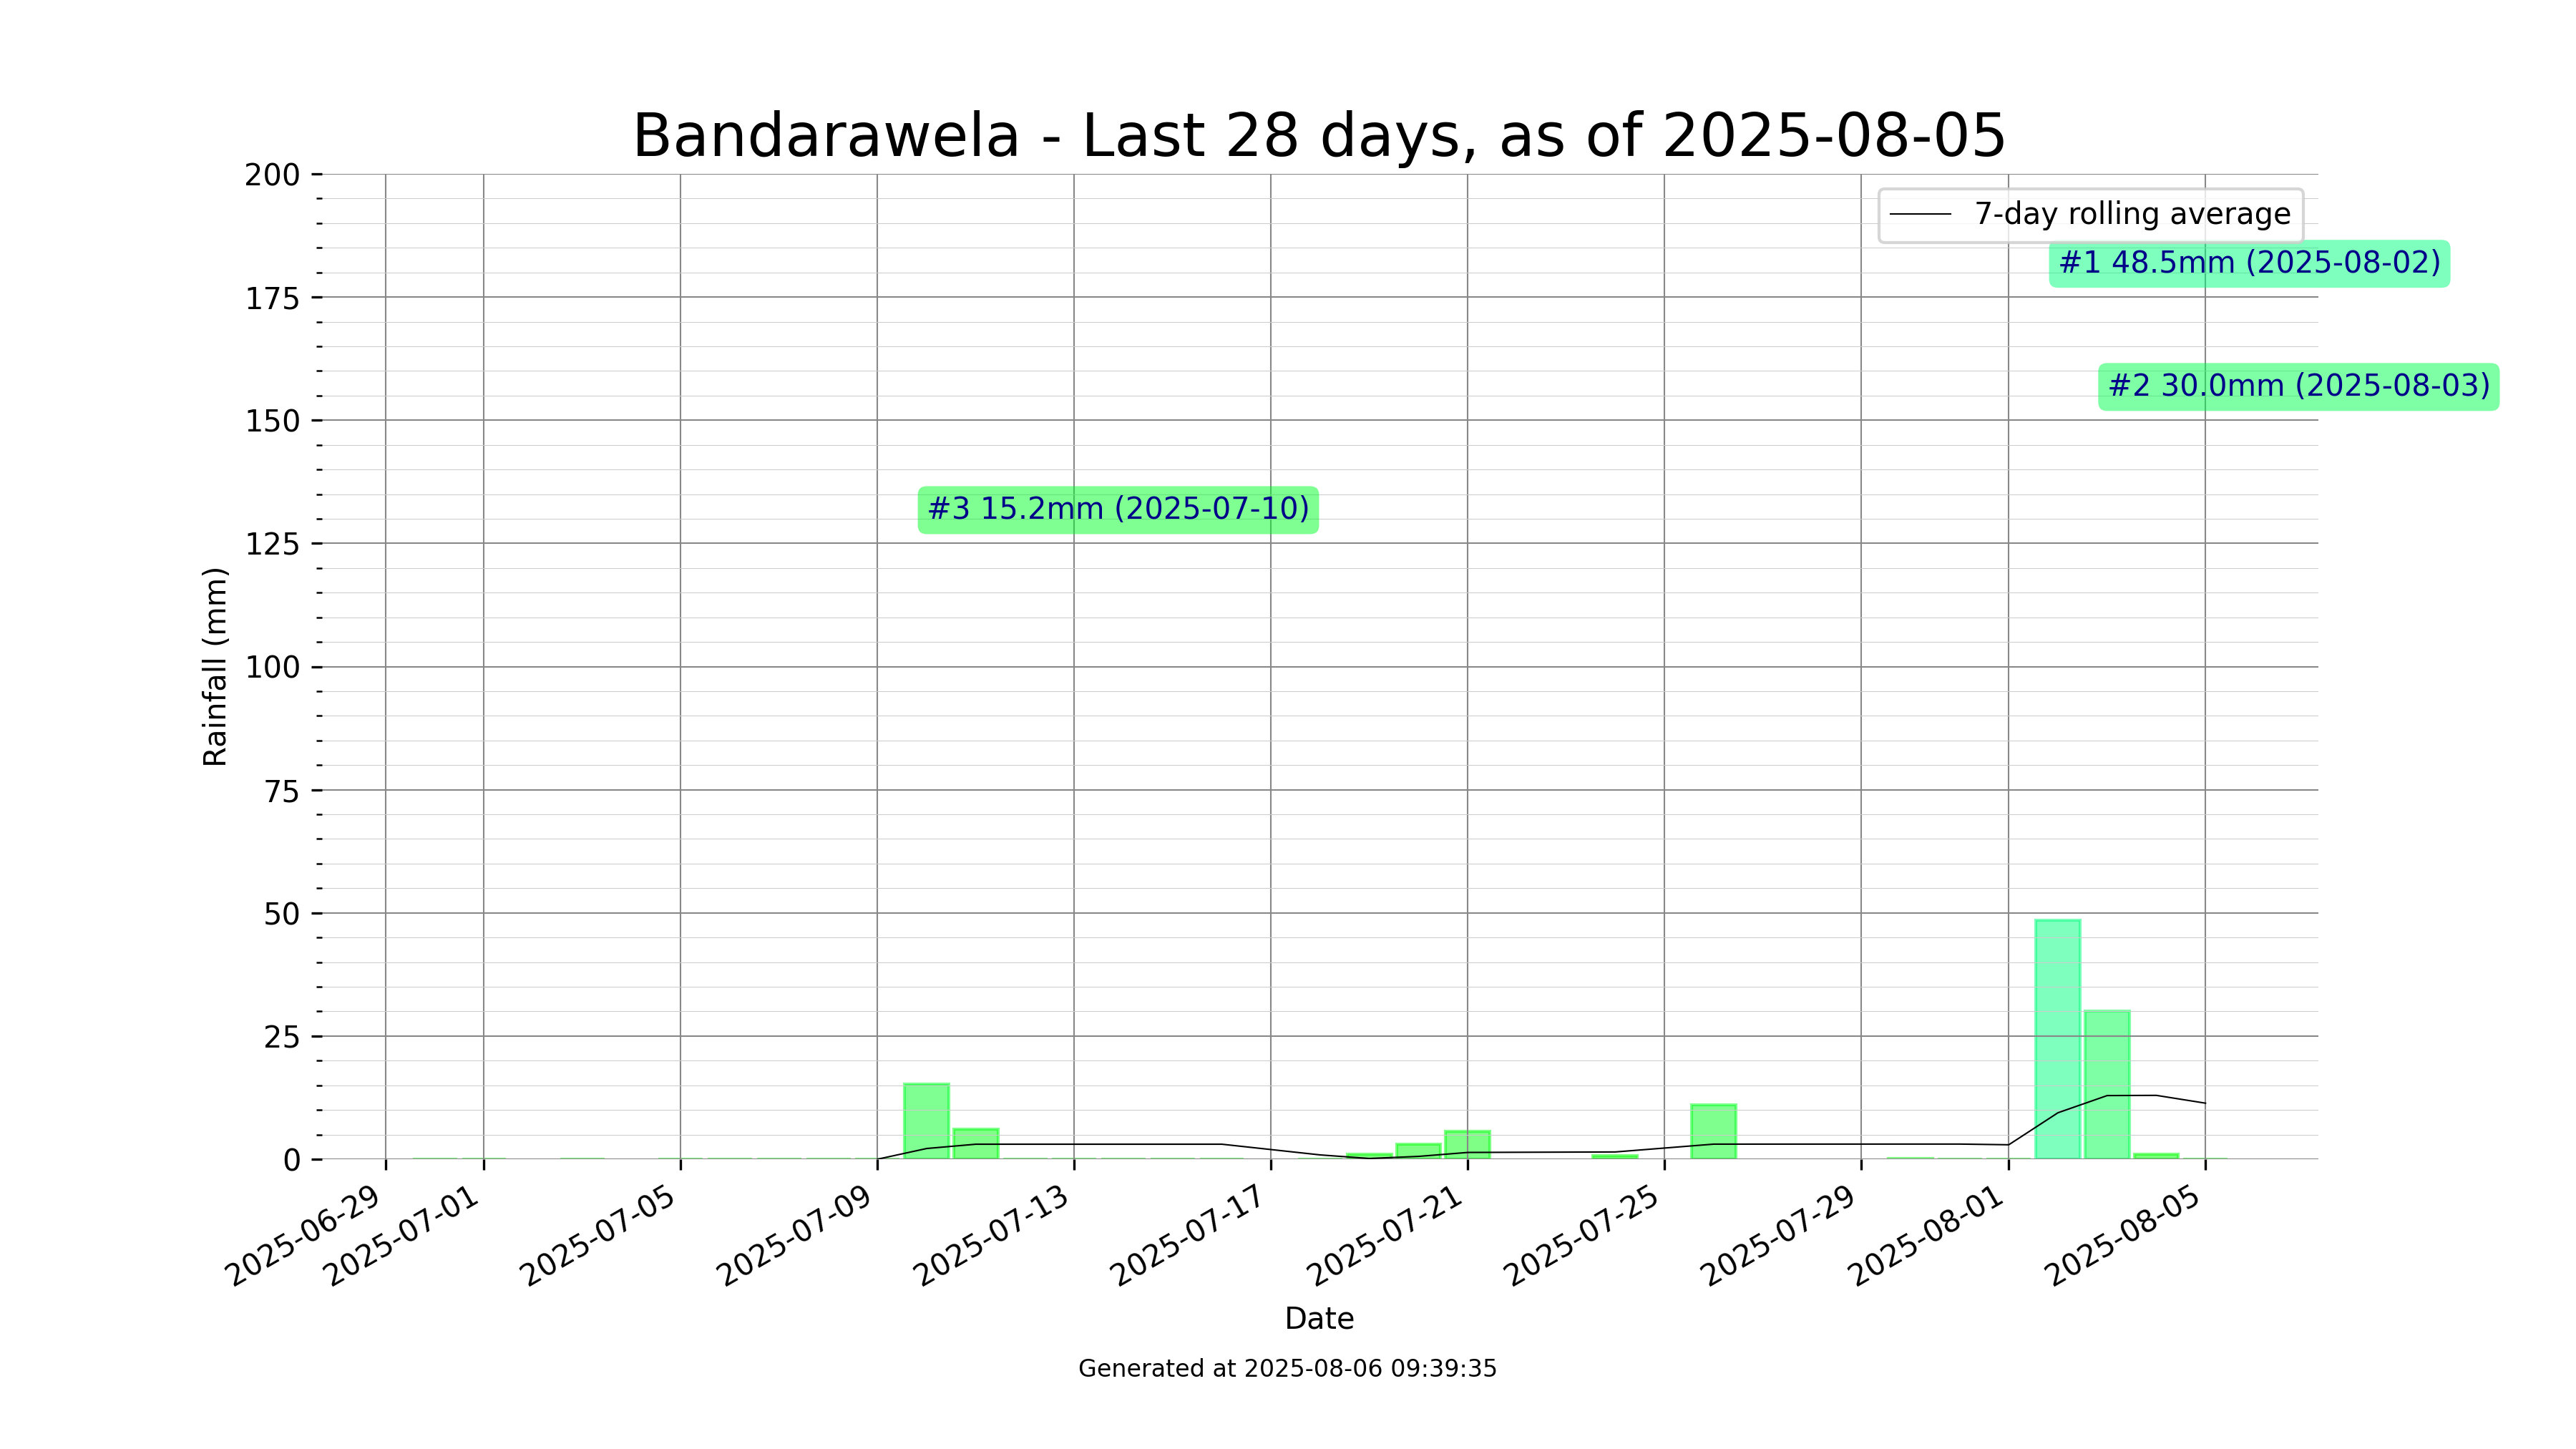 Bandarawela - Last 28 days, as of 2025-08-05
200
175
150
125
100
75
50
25
0
Rainfall (mm)
7-day rolling average
#1 48.5mm (2025-08-02)
#2 30.0mm (2025-08-03)
#3 15.2mm (2025-07-10)
2025-06-29
2025-07-01
2025-07-05
2025-07-09
2025-07-13
2025-07-17
2025-07-21
2025-07-25
2025-07-29
2025-08-01
2025-08-05
Date
Generated at 2025-08-06 09:39:35